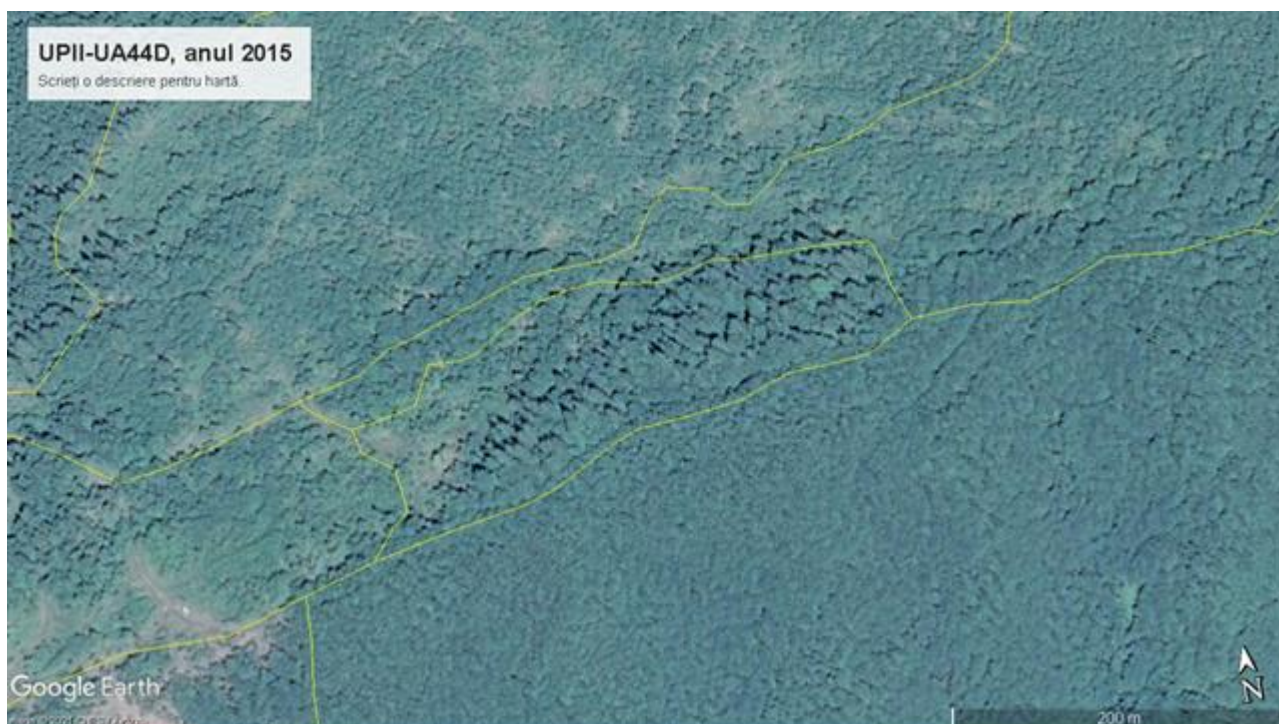 UPII-UA44D, anul 2015
Scrieți o descriere pentru hartă.
Google Earth
N
200 m